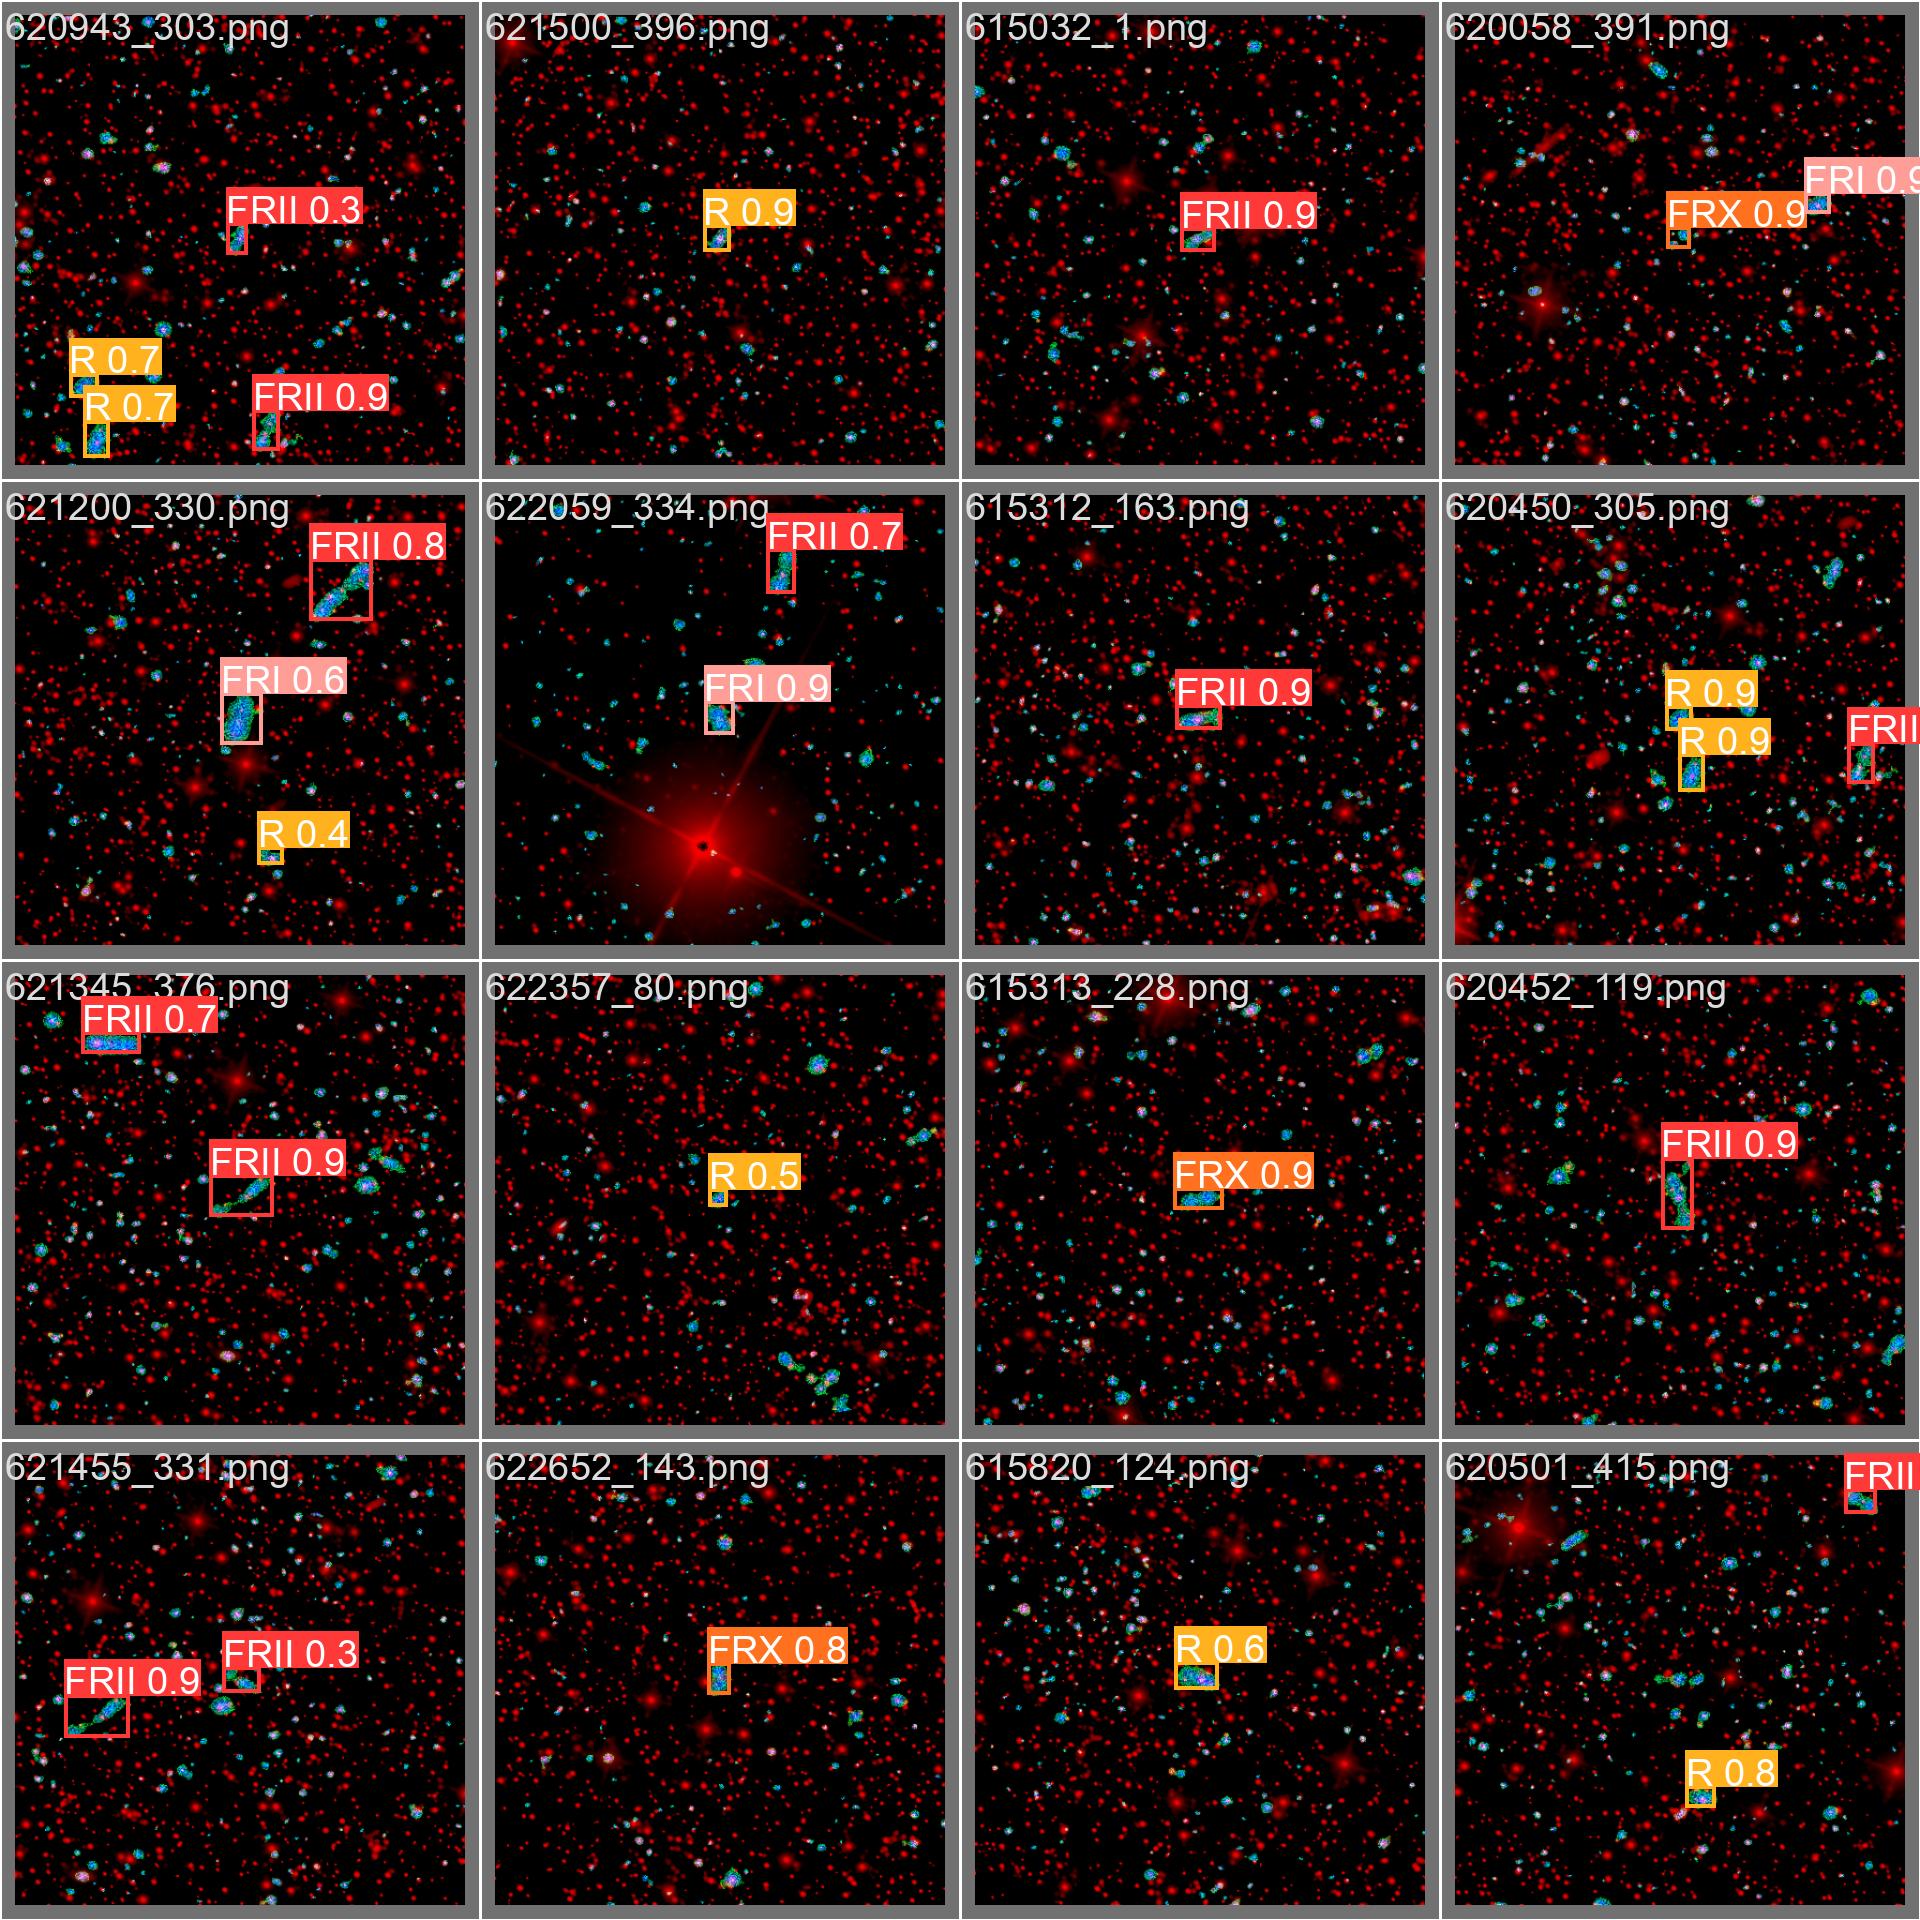 620943_303.png
FRII 0.3
R 0.7
R 0.7
FRII 0.9
621500_396.png
R 0.9
615032_1.png
FRII 0.9
620058_391.png
FRI 0.9
FRX 0.9
621200_330.png
FRII 0.8
FRI 0.6
R 0.4
622059_334.png
FRII 0.7
FRI 0.9
615312_163.png
FRII 0.9
620450_305.png
R 0.9
R 0.9
FRII
621345_376.png
FRII 0.7
FRII 0.9
622357_80.png
R 0.5
615313_228.png
FRX 0.9
620452_119.png
FRII 0.9
621455_331.png
FRII 0.3
FRII 0.9
622652_143.png
FRX 0.8
615820_124.png
R 0.6
620501_415.png
FRII
R 0.8